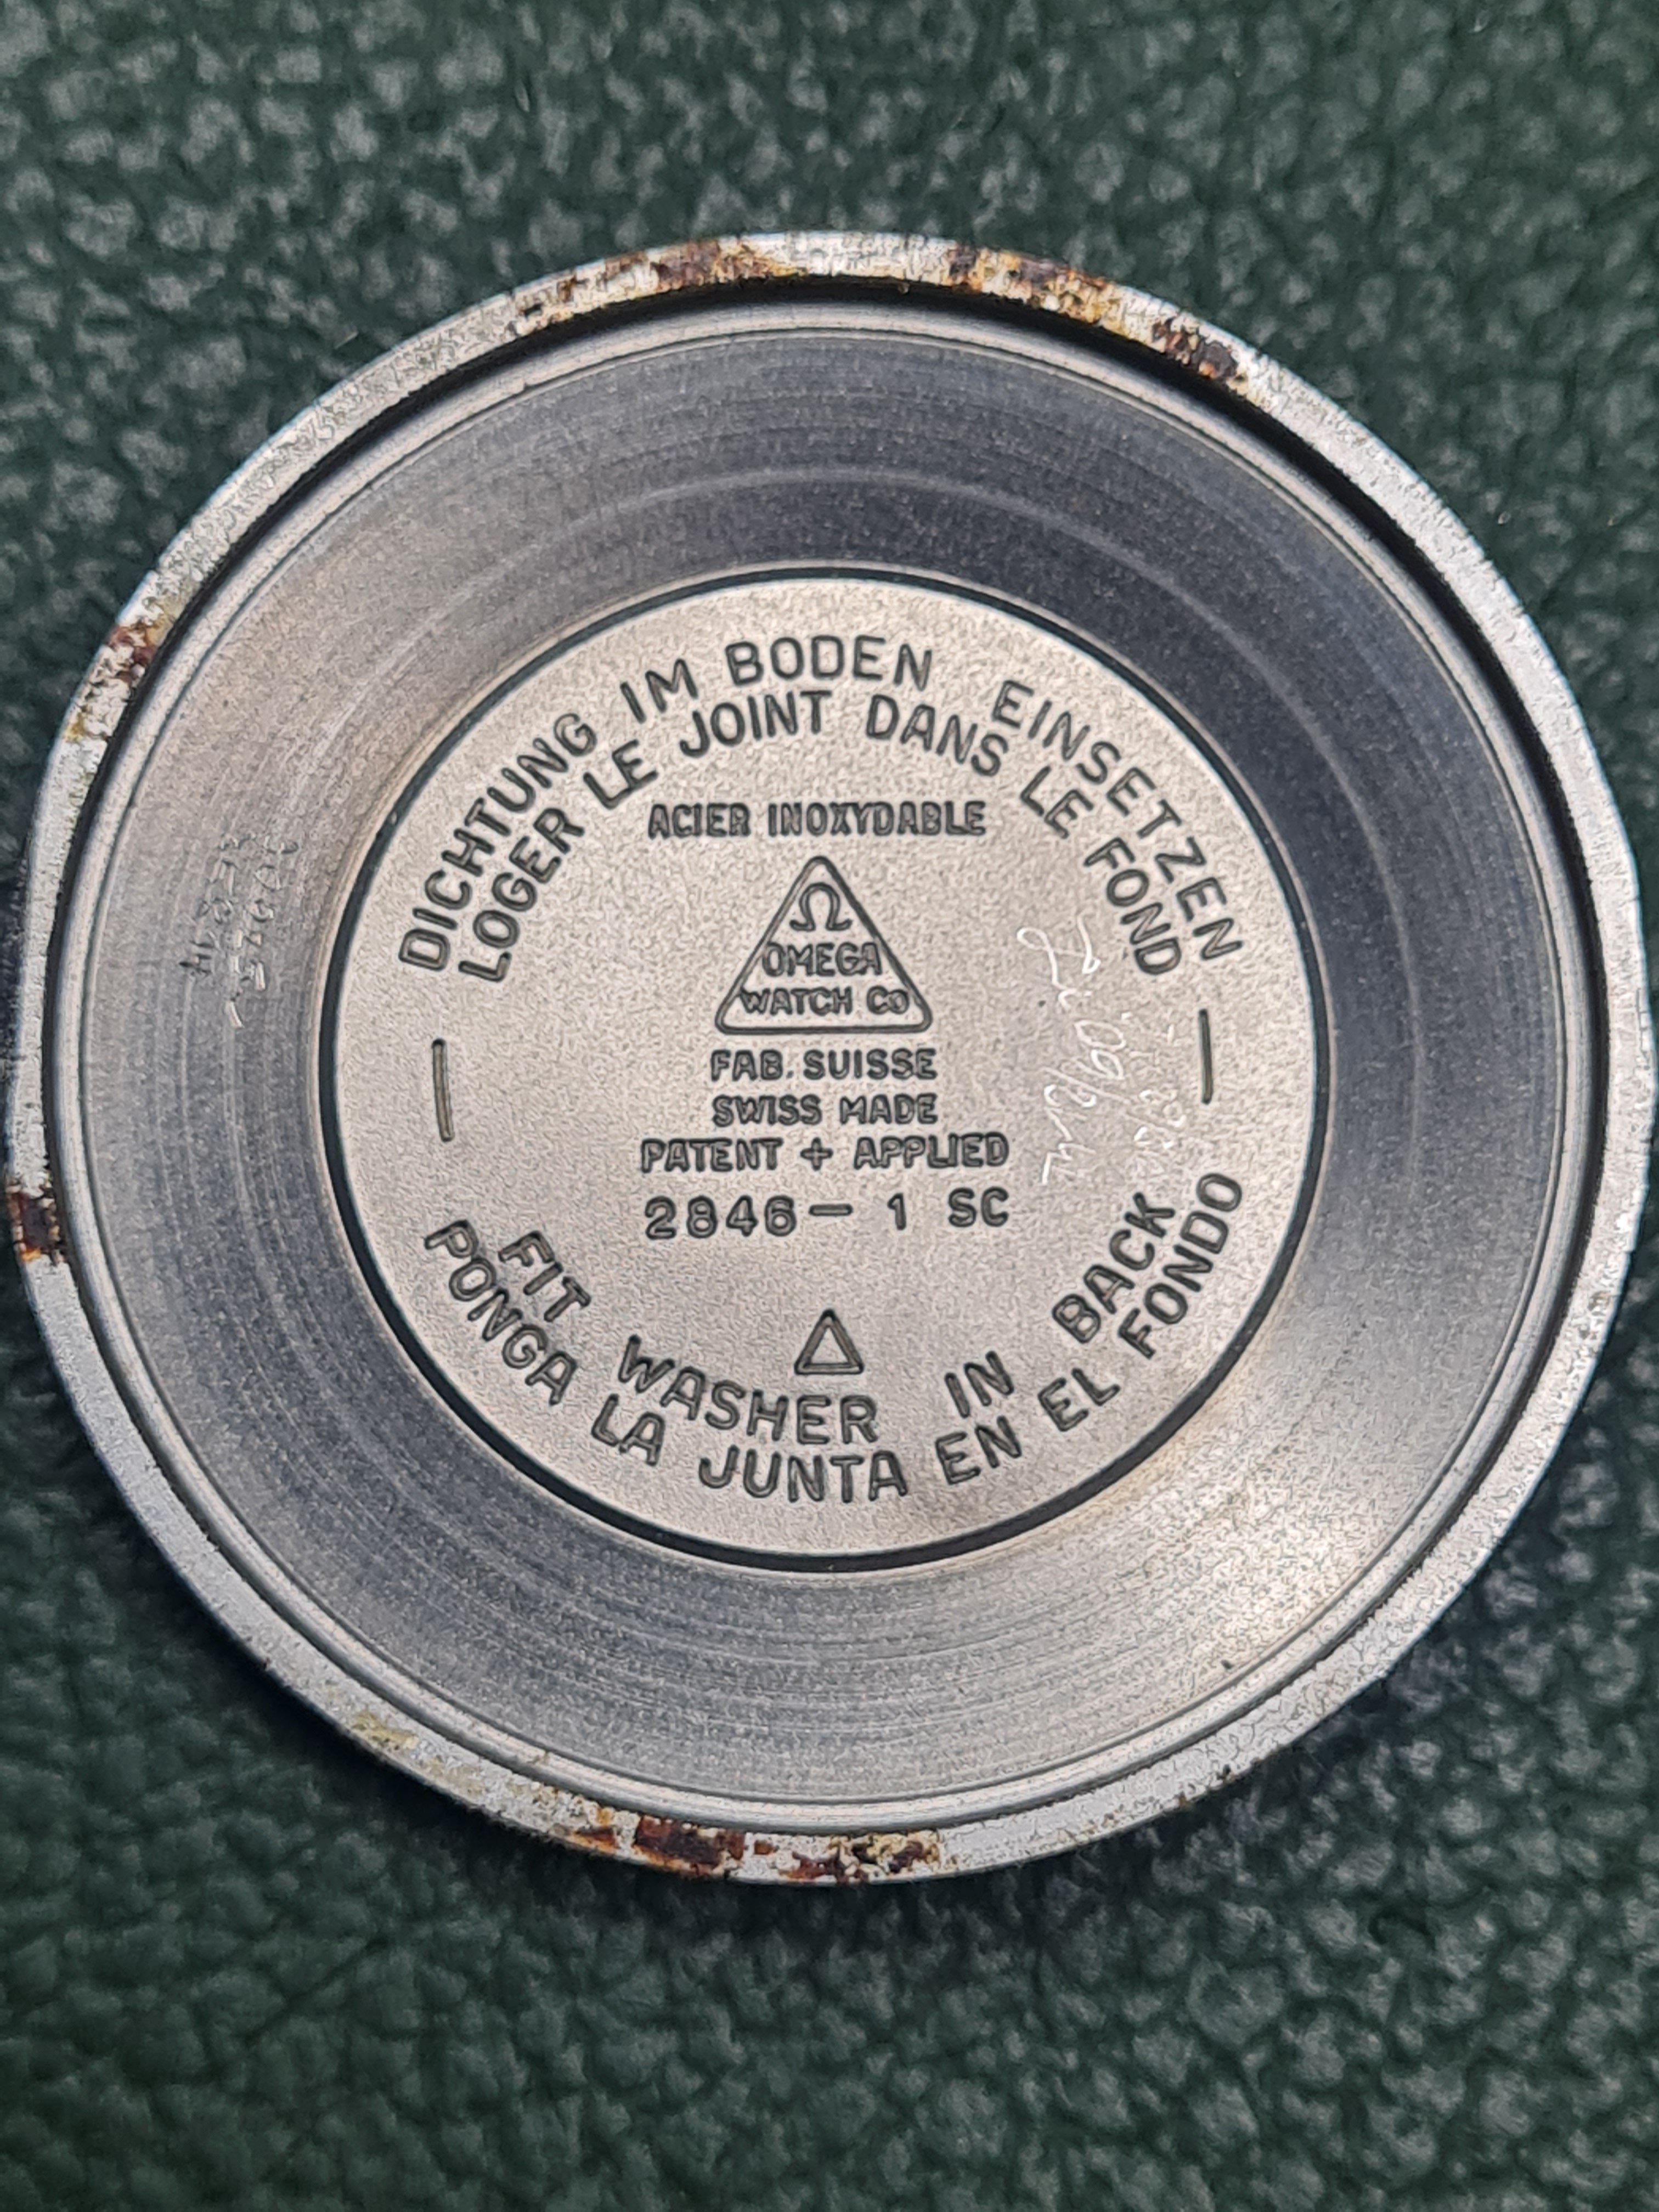 DICHTUNG IM BODEN EINSETZEN
LOGER LE JOINT DANS LE FOND
ACIER INOXYDABLE
Ω
OMEGA
WATCH CO
FAB. SUISSE
SWISS MADE
PATENT + APPLIED
2846 - 1 SC
FIT WASHER IN BACK
PONGA LA JUNTA EN EL FONDO